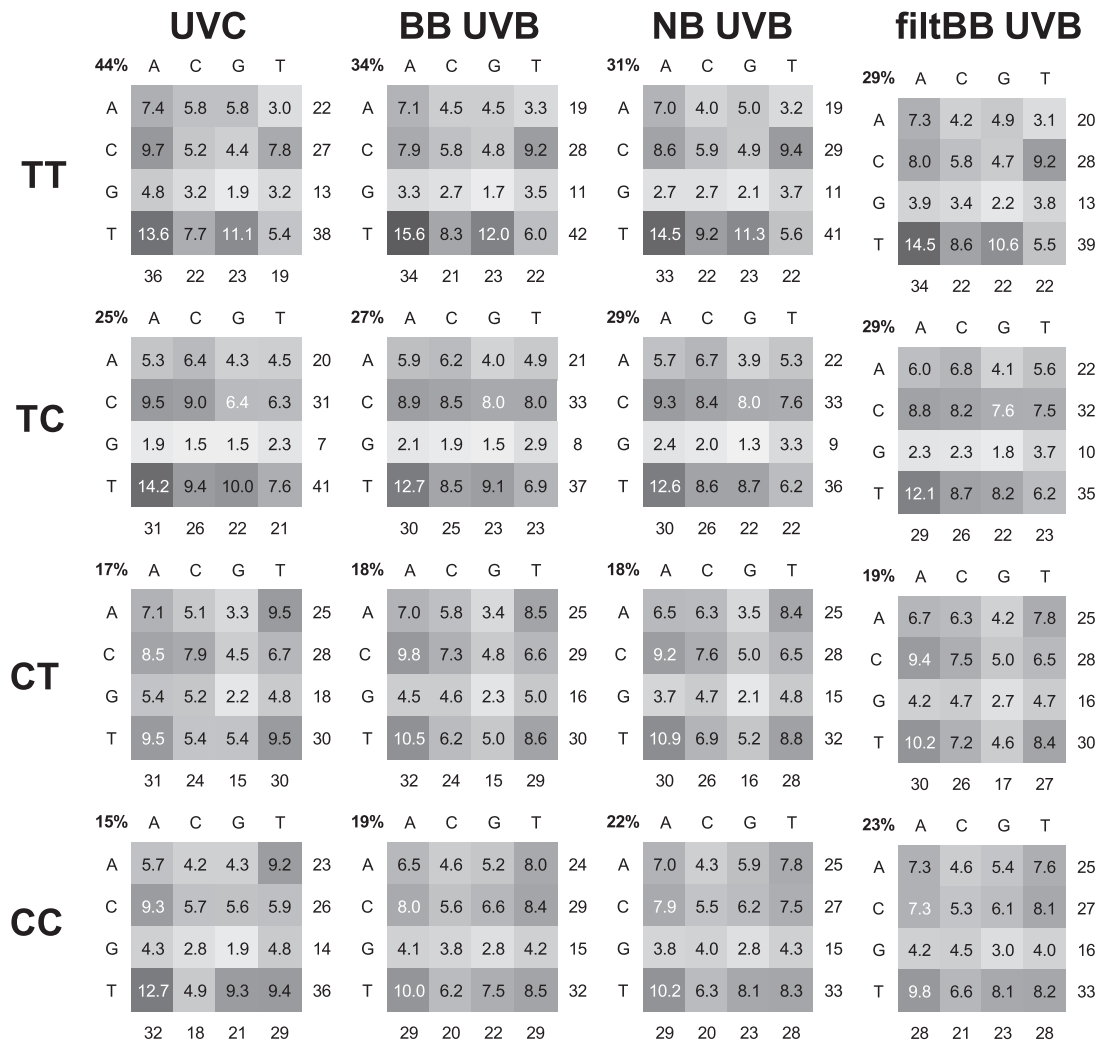 UVC BB UVB NB UVB filtBB UVB
44% A C G T 34% A C G T 31% A C G T 29% A C G T
A 7.4 5.8 5.8 3.0 22 A 7.1 4.5 4.5 3.3 19 A 7.0 4.0 5.0 3.2 19 A 7.3 4.2 4.9 3.1 20
C 9.7 5.2 4.4 7.8 27 C 7.9 5.8 4.8 9.2 28 C 8.6 5.9 4.9 9.4 29 C 8.0 5.8 4.7 9.2 28
TT
G 4.8 3.2 1.9 3.2 13 G 3.3 2.7 1.7 3.5 11 G 2.7 2.7 2.1 3.7 11 G 3.9 3.4 2.2 3.8 13
T 13.6 7.7 11.1 5.4 38 T 15.6 8.3 12.0 6.0 42 T 14.5 9.2 11.3 5.6 41 T 14.5 8.6 10.6 5.5 39
36 22 23 19 34 21 23 22 33 22 23 22 34 22 22 22
25% A C G T 27% A C G T 29% A C G T 29% A C G T
A 5.3 6.4 4.3 4.5 20 A 5.9 6.2 4.0 4.9 21 A 5.7 6.7 3.9 5.3 22 A 6.0 6.8 4.1 5.6 22
C 9.5 9.0 6.4 6.3 31 C 8.9 8.5 8.0 8.0 33 C 9.3 8.4 8.0 7.6 33 C 8.8 8.2 7.6 7.5 32
TC
G 1.9 1.5 1.5 2.3 7 G 2.1 1.9 1.5 2.9 8 G 2.4 2.0 1.3 3.3 9 G 2.3 2.3 1.8 3.7 10
T 14.2 9.4 10.0 7.6 41 T 12.7 8.5 9.1 6.9 37 T 12.6 8.6 8.7 6.2 36 T 12.1 8.7 8.2 6.2 35
31 26 22 21 30 25 23 23 30 26 22 22 29 26 22 23
17% A C G T 18% A C G T 18% A C G T 19% A C G T
A 7.1 5.1 3.3 9.5 25 A 7.0 5.8 3.4 8.5 25 A 6.5 6.3 3.5 8.4 25 A 6.7 6.3 4.2 7.8 25
C 8.5 7.9 4.5 6.7 28 C 9.8 7.3 4.8 6.6 29 C 9.2 7.6 5.0 6.5 28 C 9.4 7.5 5.0 6.5 28
CT
G 5.4 5.2 2.2 4.8 18 G 4.5 4.6 2.3 5.0 16 G 3.7 4.7 2.1 4.8 15 G 4.2 4.7 2.7 4.7 16
T 9.5 5.4 5.4 9.5 30 T 10.5 6.2 5.0 8.6 30 T 10.9 6.9 5.2 8.8 32 T 10.2 7.2 4.6 8.4 30
31 24 15 30 32 24 15 29 30 26 16 28 30 26 17 27
15% A C G T 19% A C G T 22% A C G T 23% A C G T
A 5.7 4.2 4.3 9.2 23 A 6.5 4.6 5.2 8.0 24 A 7.0 4.3 5.9 7.8 25 A 7.3 4.6 5.4 7.6 25
C 9.3 5.7 5.6 5.9 26 C 8.0 5.6 6.6 8.4 29 C 7.9 5.5 6.2 7.5 27 C 7.3 5.3 6.1 8.1 27
CC
G 4.3 2.8 1.9 4.8 14 G 4.1 3.8 2.8 4.2 15 G 3.8 4.0 2.8 4.3 15 G 4.2 4.5 3.0 4.0 16
T 12.7 4.9 9.3 9.4 36 T 10.0 6.2 7.5 8.5 32 T 10.2 6.3 8.1 8.3 33 T 9.8 6.6 8.1 8.2 33
32 18 21 29 29 20 22 29 29 20 23 28 28 21 23 28